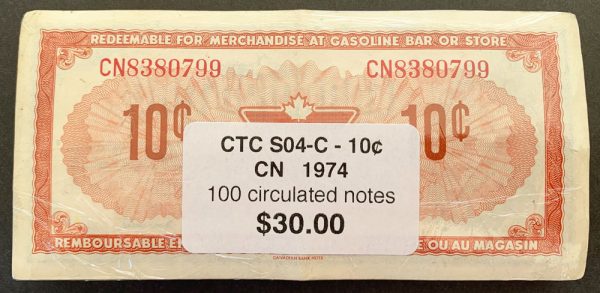 REDEEMABLE FOR MERCHANDISE AT GASOLINE BAR OR STORE
CN8380799 CN8380799
10¢ 10¢
CTC S04-C - 10¢
CN 1974
100 circulated notes
$30.00
REMBOURSABLE E OU AU MAGASIN
CANADIAN BANK NOTE